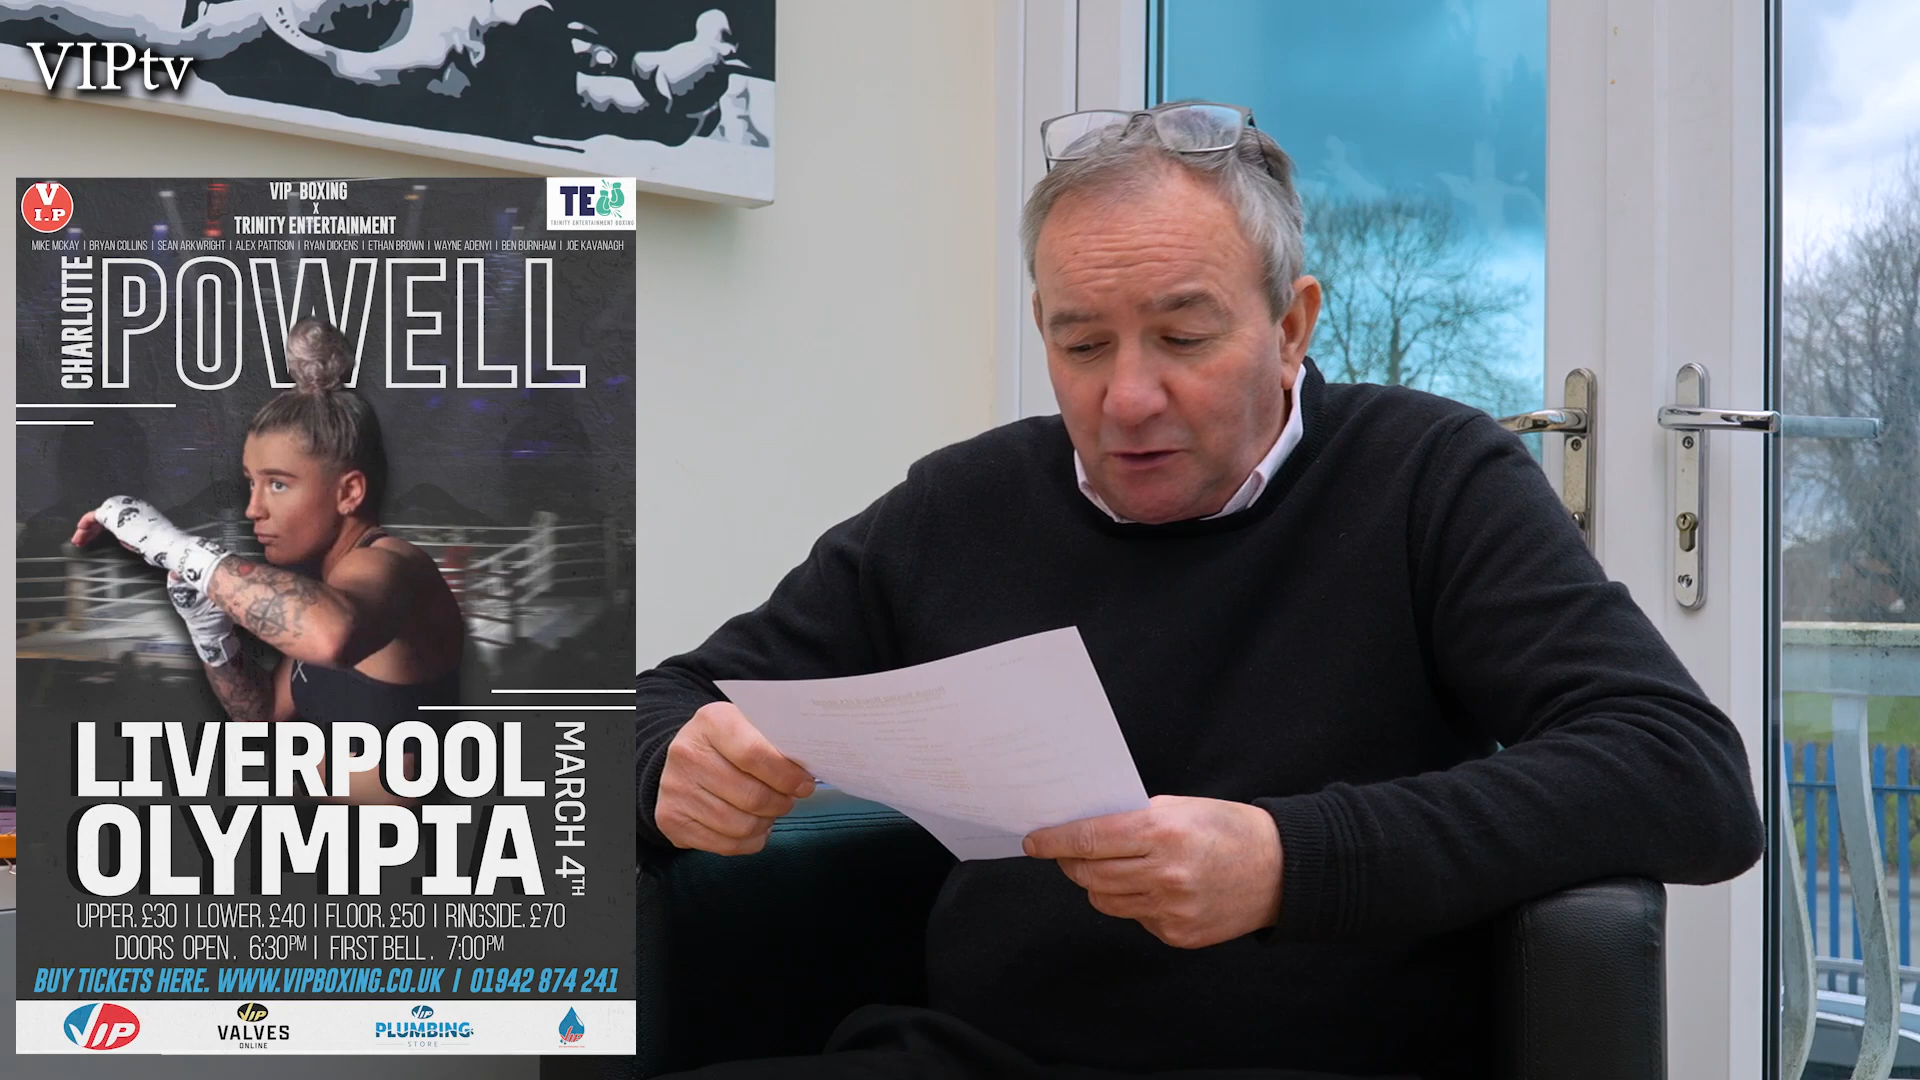 VIPtv
V
I.P
VIP BOXING
X
TRINITY ENTERTAINMENT
TE
TRINITY ENTERTAINMENT BOXING
MIKE MCKAY | BRYAN COLLINS | SEAN ARKWRIGHT | ALEX PATTISON | RYAN DICKENS | ETHAN BROWN | WAYNE ADENYI | BEN BURNHAM | JOE KAVANAGH
CHARLOTTE
POWELL
LIVERPOOL
OLYMPIA
MARCH 4TH
UPPER. £30 | LOWER. £40 | FLOOR. £50 | RINGSIDE. £70
DOORS OPEN. 6:30PM | FIRST BELL. 7:00PM
BUY TICKETS HERE. WWW.VIPBOXING.CO.UK | 01942 874 241
VIP
VIP
VALVES
ONLINE
VIP
PLUMBING
STORE
VIP